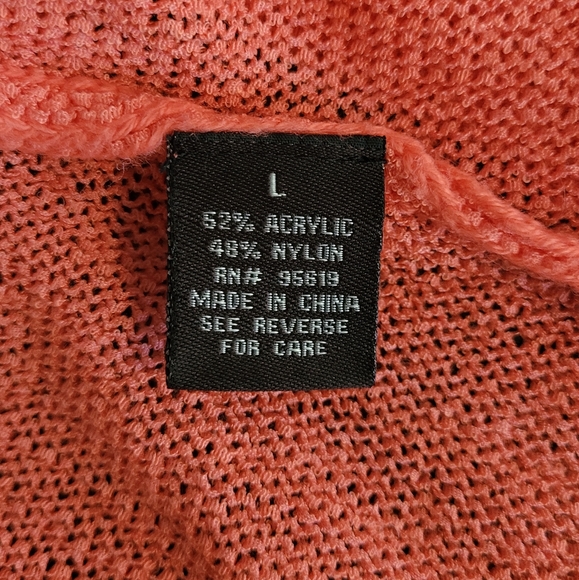 L
52% ACRYLIC
48% NYLON
RN# 95619
MADE IN CHINA
SEE REVERSE
FOR CARE